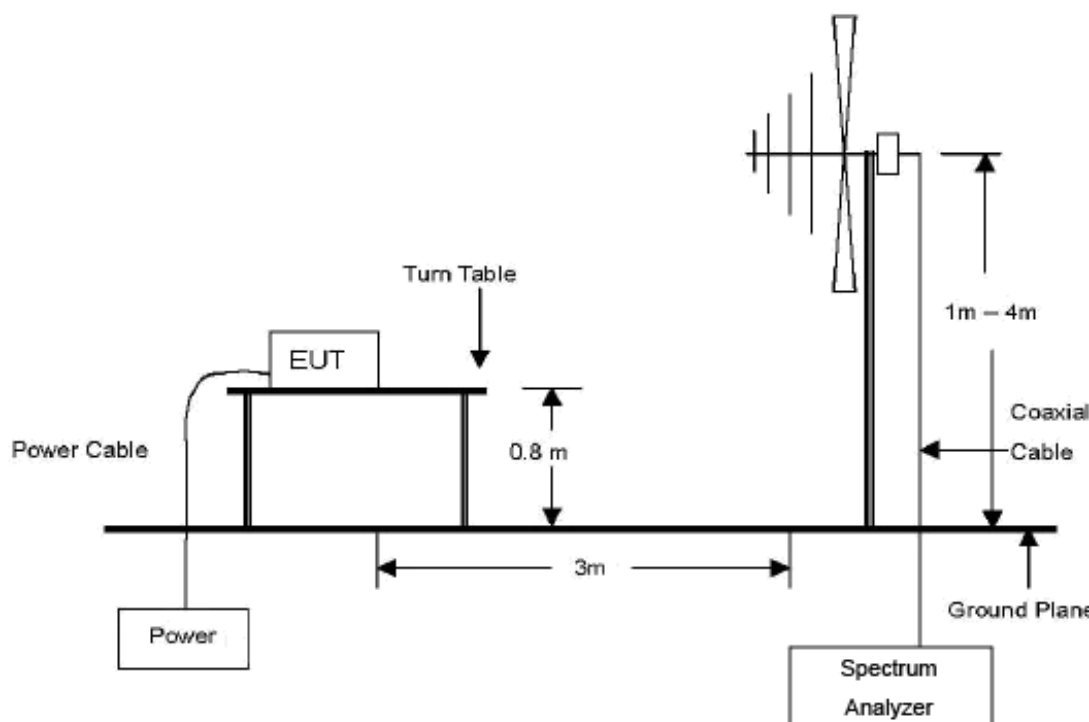 Turn Table
EUT
1m – 4m
Coaxial
Cable
Power Cable
0.8 m
3m
Ground Plane
Power
Spectrum
Analyzer